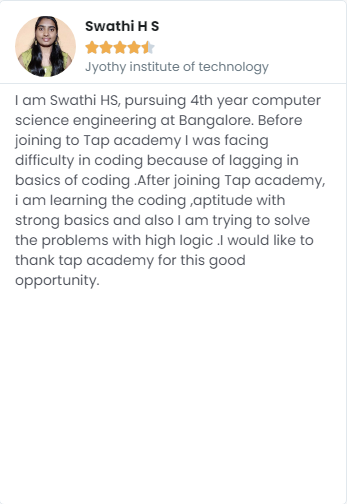 Swathi H S
Jyothy institute of technology
I am Swathi HS, pursuing 4th year computer
science engineering at Bangalore. Before
joining to Tap academy I was facing
difficulty in coding because of lagging in
basics of coding .After joining Tap academy,
i am learning the coding ,aptitude with
strong basics and also I am trying to solve
the problems with high logic .I would like to
thank tap academy for this good
opportunity.